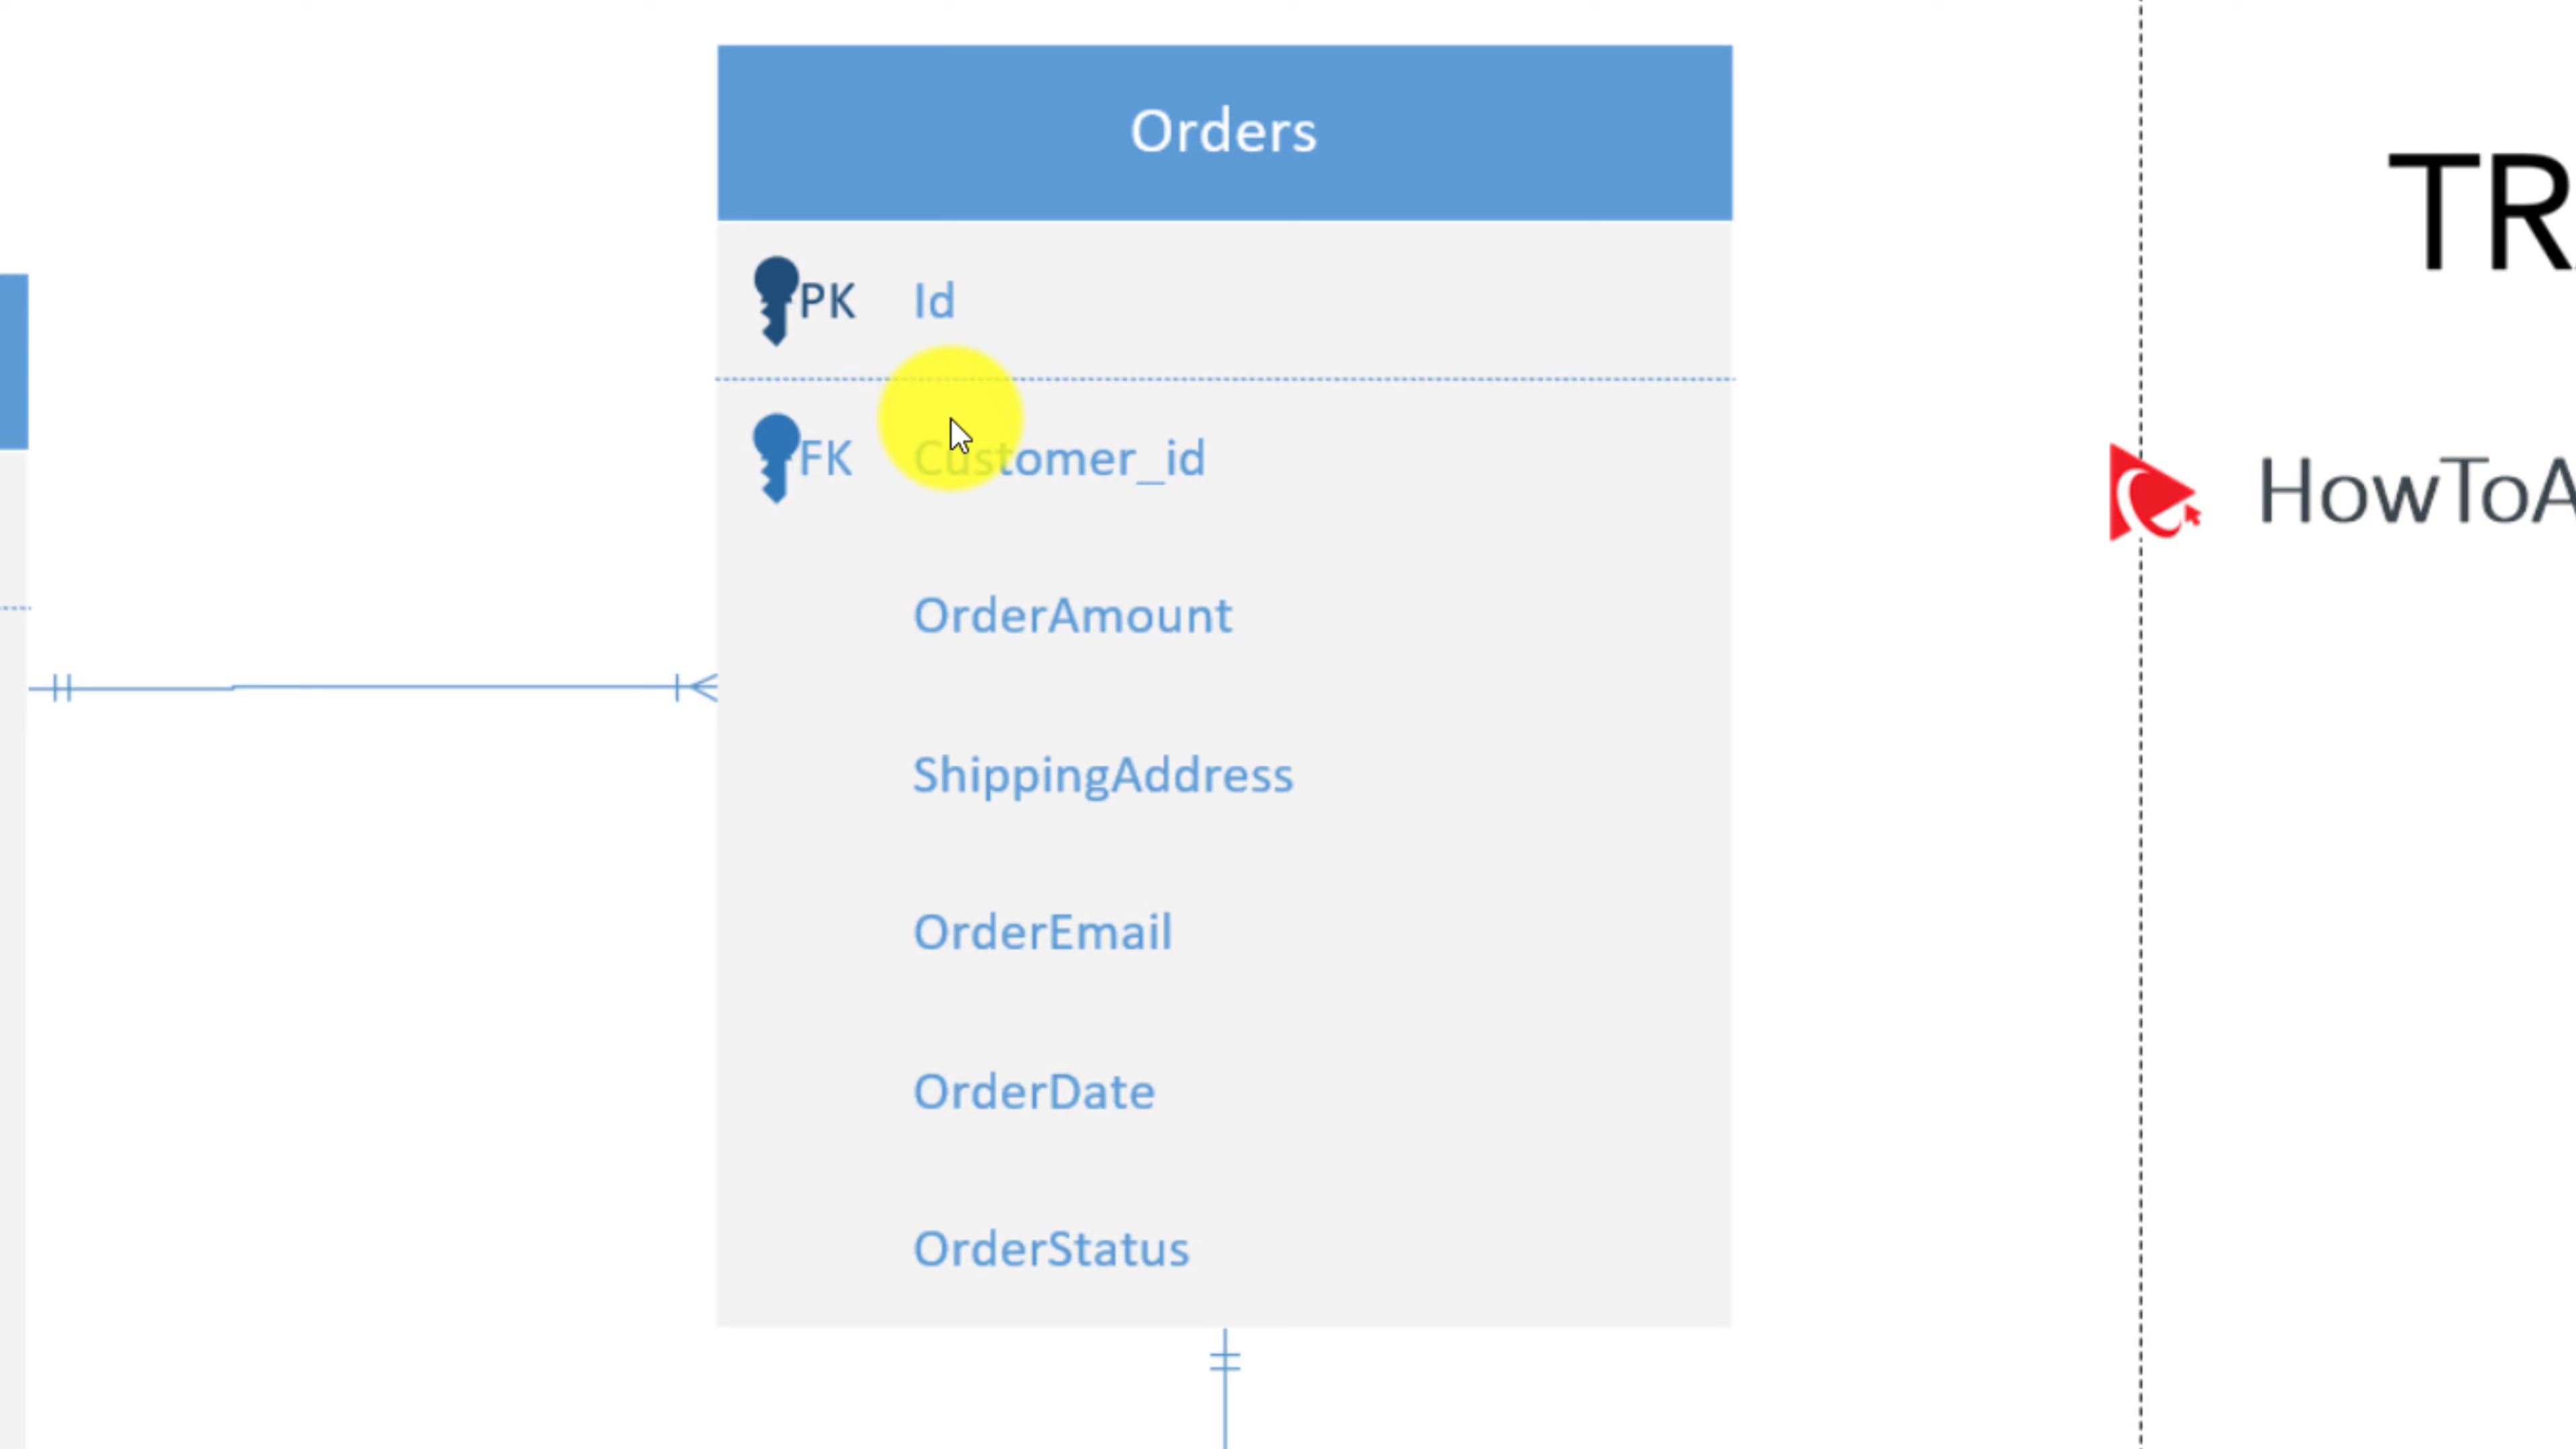 Orders
PK Id
FK Customer_id
OrderAmount
ShippingAddress
OrderEmail
OrderDate
OrderStatus
TR
HowToA